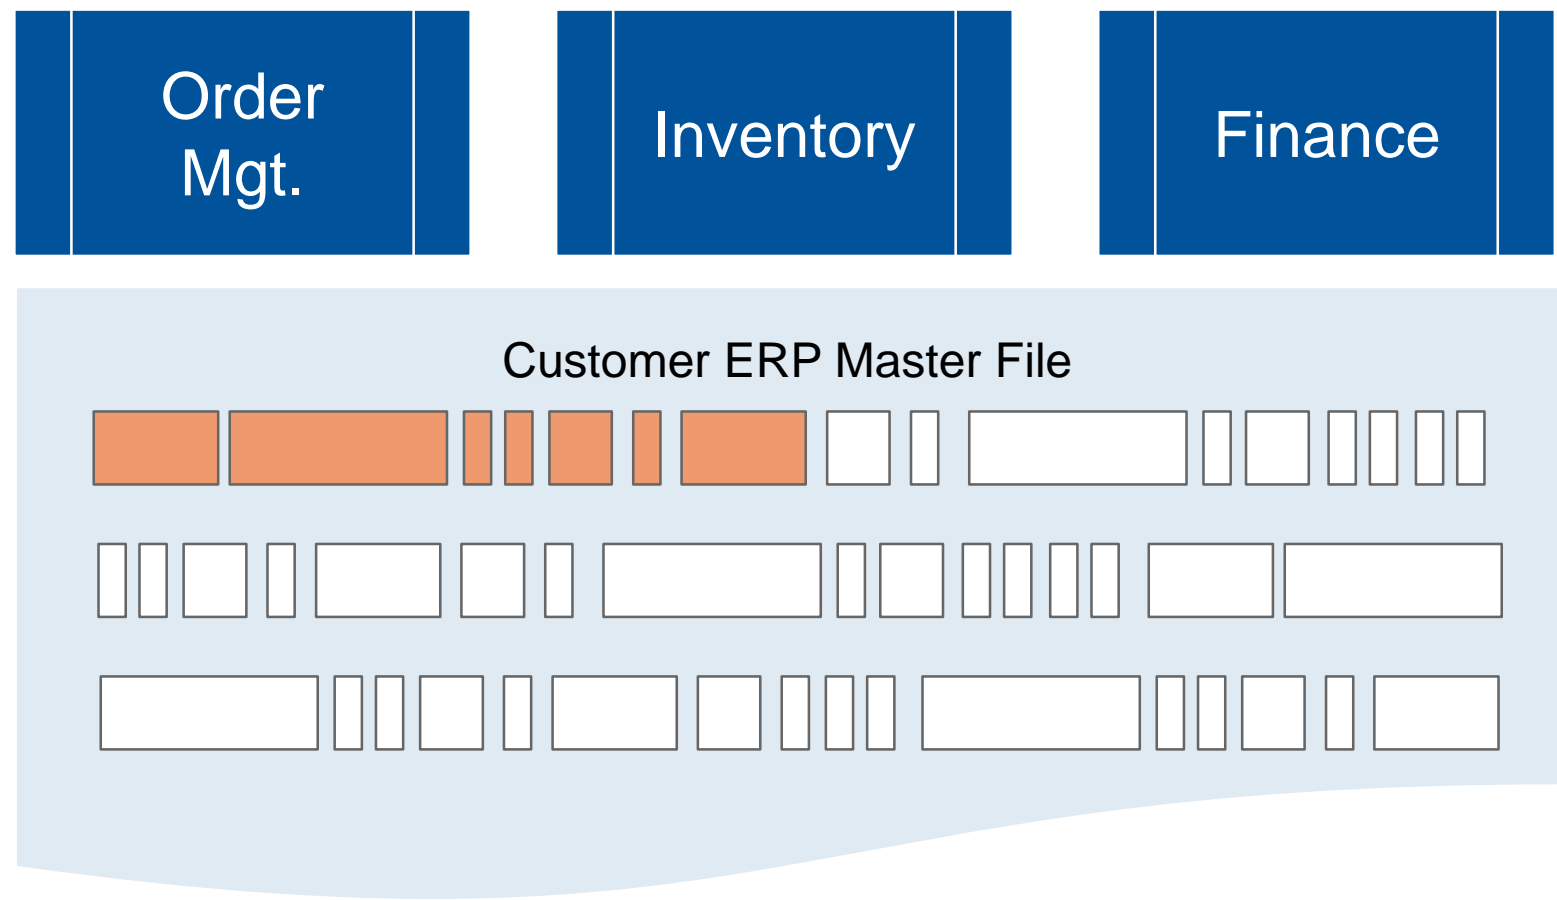 Order
Mgt.
Inventory
Finance
Customer ERP Master File